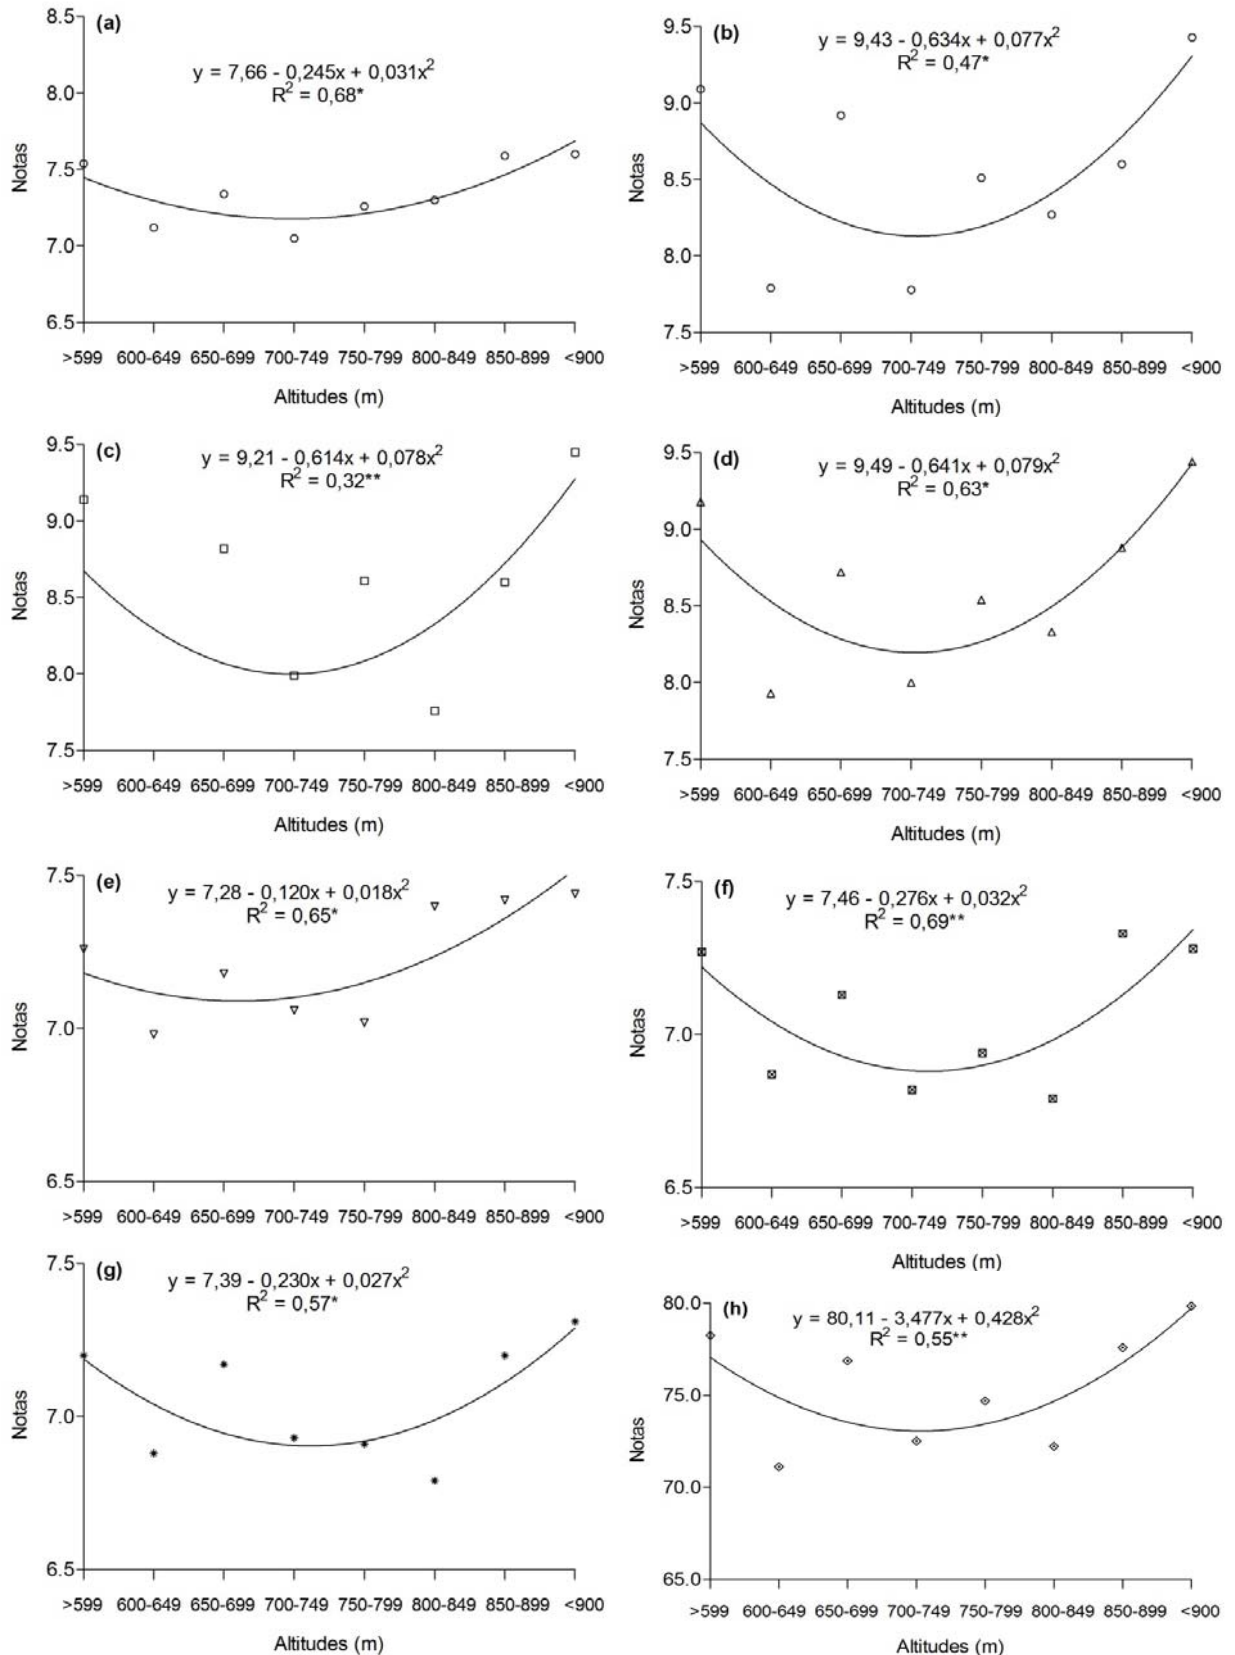 (a)
y = 7,66 - 0,245x + 0,031x²
R² = 0,68*
8.5
8.0
7.5
7.0
6.5
Notas
>599 600-649 650-699 700-749 750-799 800-849 850-899 <900
Altitudes (m)
(b)
y = 9,43 - 0,634x + 0,077x²
R² = 0,47*
9.5
9.0
8.5
8.0
7.5
Notas
>599 600-649 650-699 700-749 750-799 800-849 850-899 <900
Altitudes (m)
(c)
y = 9,21 - 0,614x + 0,078x²
R² = 0,32**
9.5
9.0
8.5
8.0
7.5
Notas
>599 600-649 650-699 700-749 750-799 800-849 850-899 <900
Altitudes (m)
(d)
y = 9,49 - 0,641x + 0,079x²
R² = 0,63*
9.5
9.0
8.5
8.0
7.5
Notas
>599 600-649 650-699 700-749 750-799 800-849 850-899 <900
Altitudes (m)
(e)
y = 7,28 - 0,120x + 0,018x²
R² = 0,65*
7.5
7.0
6.5
Notas
>599 600-649 650-699 700-749 750-799 800-849 850-899 <900
(f)
y = 7,46 - 0,276x + 0,032x²
R² = 0,69**
7.5
7.0
6.5
Notas
>599 600-649 650-699 700-749 750-799 800-849 850-899 <900
Altitudes (m)
(g)
y = 7,39 - 0,230x + 0,027x²
R² = 0,57*
7.5
7.0
6.5
Notas
>599 600-649 650-699 700-749 750-799 800-849 850-899 <900
Altitudes (m)
(h)
y = 80,11 - 3,477x + 0,428x²
R² = 0,55**
80.0
75.0
70.0
65.0
Notas
>599 600-649 650-699 700-749 750-799 800-849 850-899 <900
Altitudes (m)